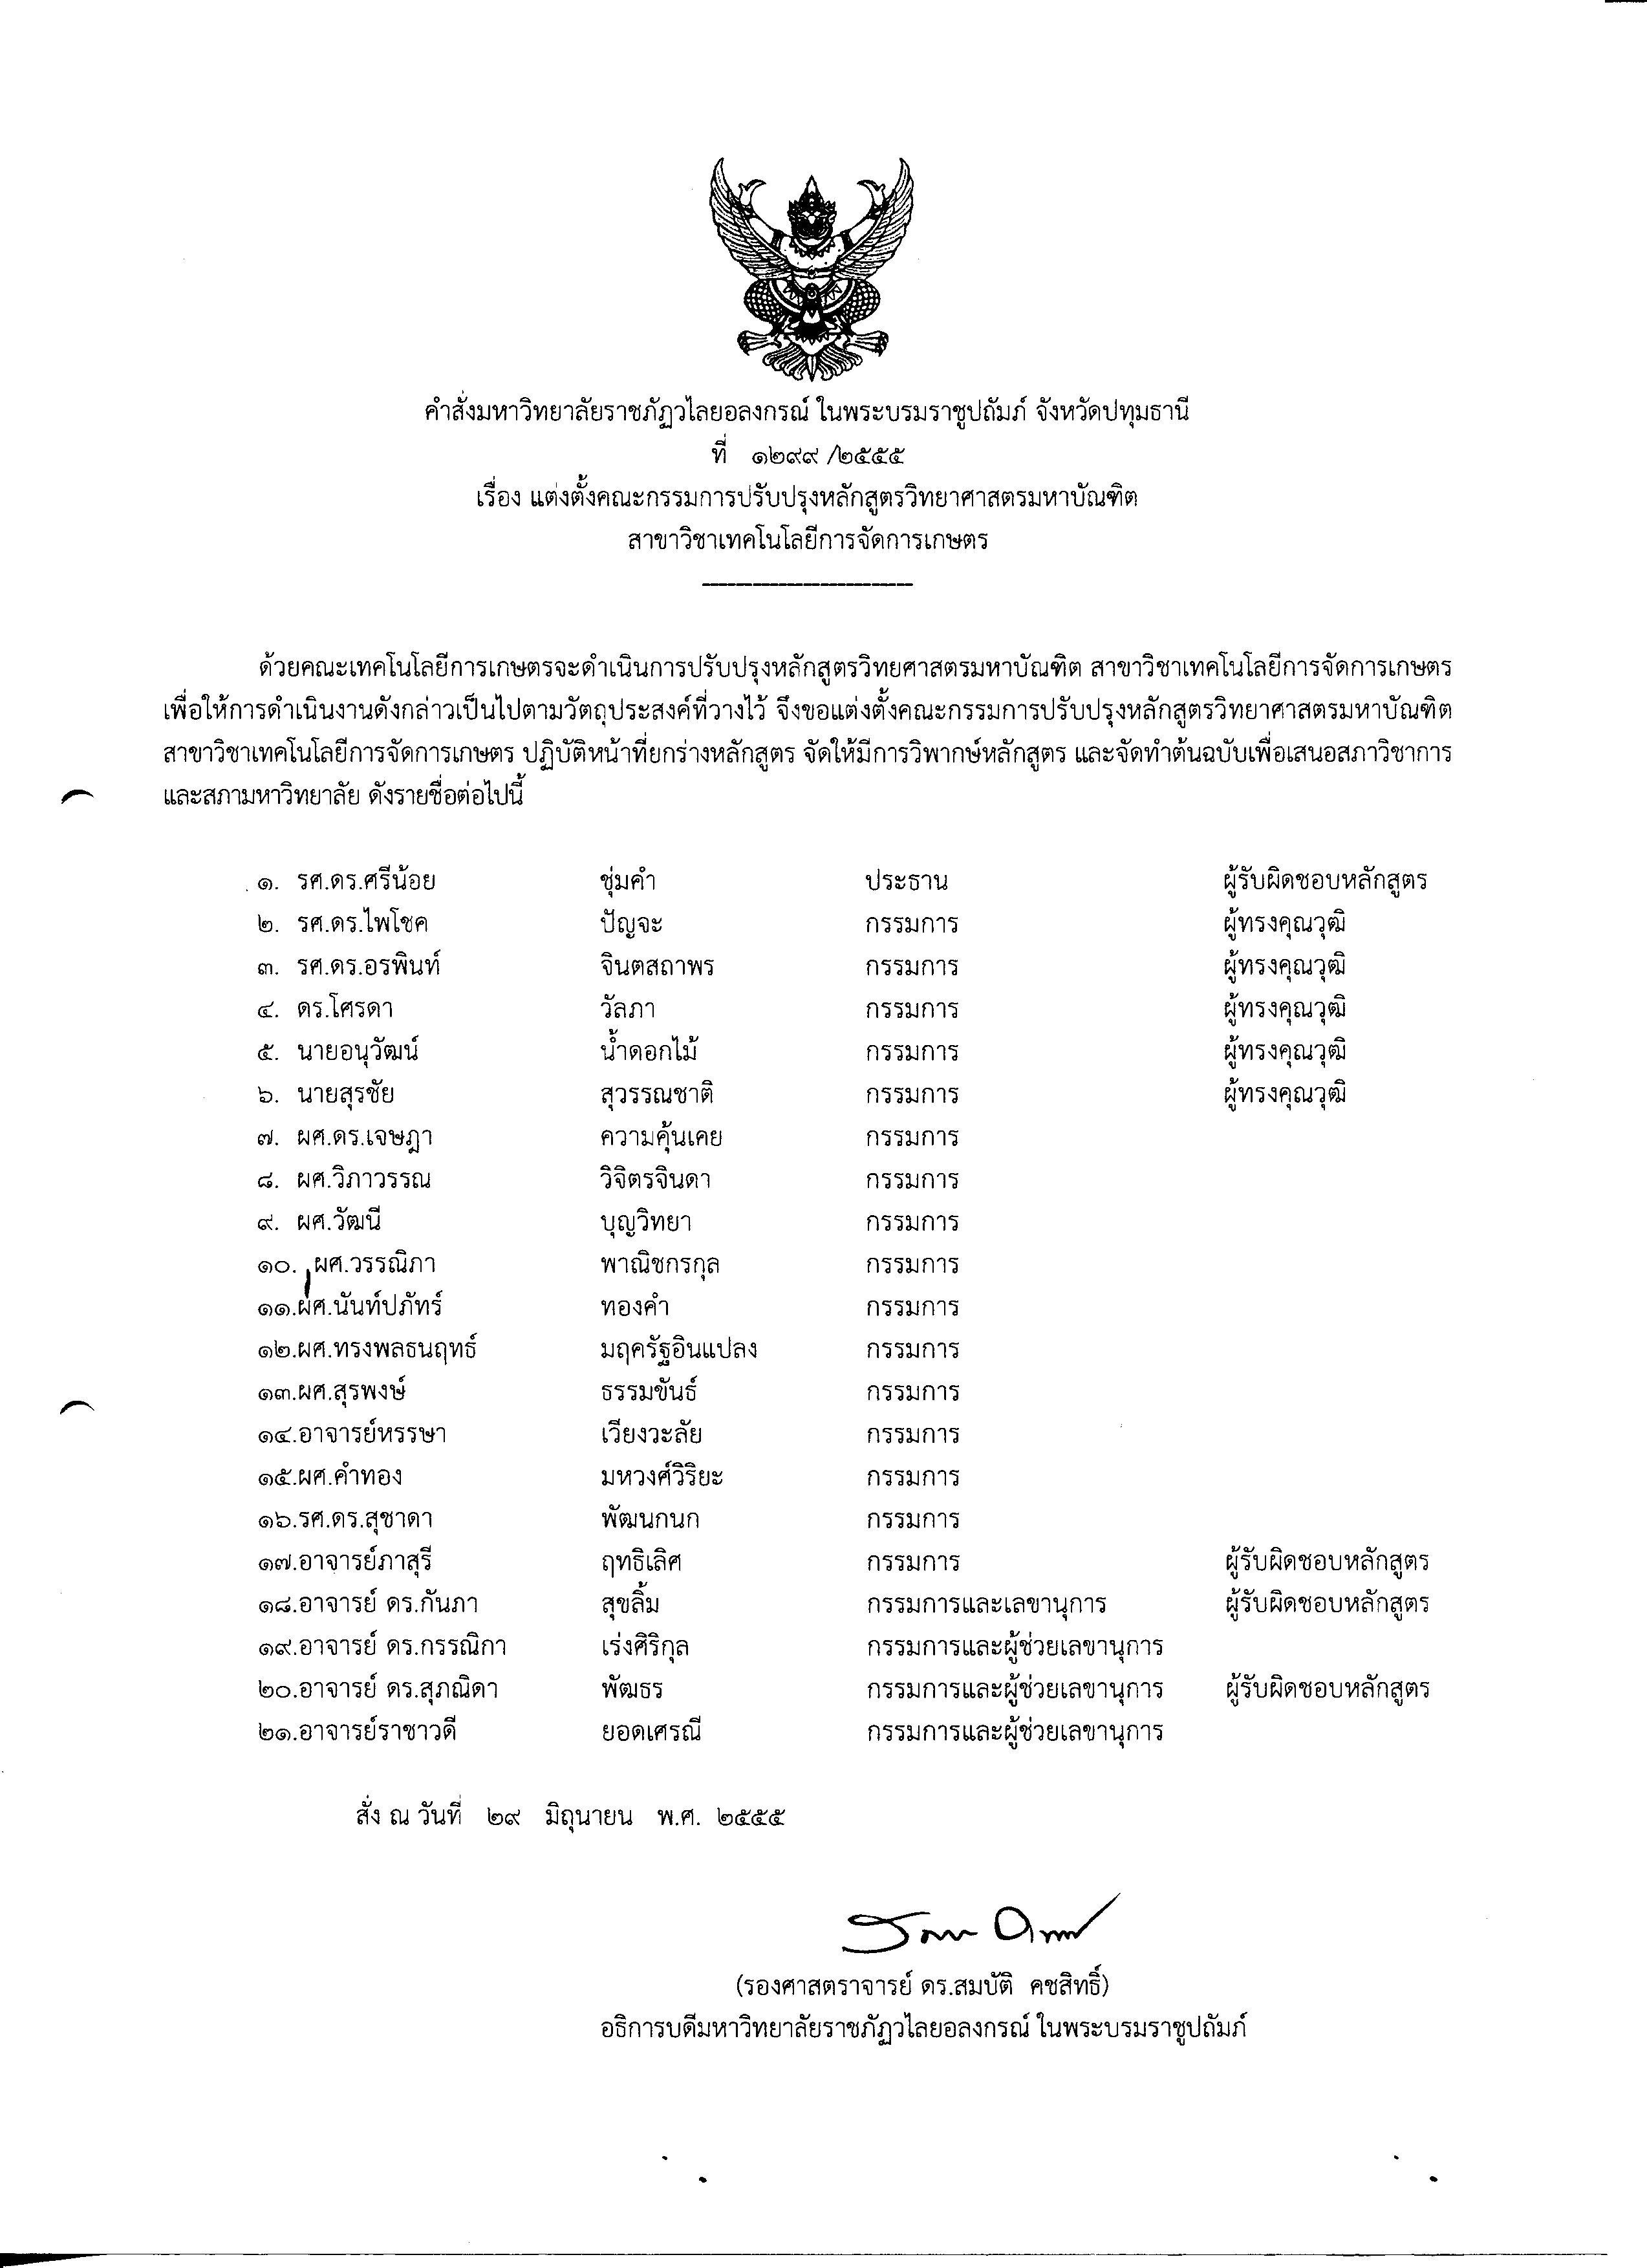 คำสั่งมหาวิทยาลัยราชภัฏวไลยอลงกรณ์ ในพระบรมราชูปถัมภ์ จังหวัดปทุมธานี
ที่ ๑๒๙๙ /๒๕๕๕
เรื่อง แต่งตั้งคณะกรรมการปรับปรุงหลักสูตรวิทยาศาสตรมหาบัณฑิต
สาขาวิชาเทคโนโลยีการจัดการเกษตร
ด้วยคณะเทคโนโลยีการเกษตรจะดำเนินการปรับปรุงหลักสูตรวิทยศาสตรมหาบัณฑิต สาขาวิชาเทคโนโลยีการจัดการเกษตร
เพื่อให้การดำเนินงานดังกล่าวเป็นไปตามวัตถุประสงค์ที่วางไว้ จึงขอแต่งตั้งคณะกรรมการปรับปรุงหลักสูตรวิทยาศาสตรมหาบัณฑิต
สาขาวิชาเทคโนโลยีการจัดการเกษตร ปฏิบัติหน้าที่ยกร่างหลักสูตร จัดให้มีการวิพากษ์หลักสูตร และจัดทำต้นฉบับเพื่อเสนอสภาวิชาการ
และสภามหาวิทยาลัย ดังรายชื่อต่อไปนี้
๑. รศ.ดร.ศรีน้อย ชุ่มคำ ประธาน ผู้รับผิดชอบหลักสูตร
๒. รศ.ดร.ไพโชค ปัญจะ กรรมการ ผู้ทรงคุณวุฒิ
๓. รศ.ดร.อรพินท์ จินตสถาพร กรรมการ ผู้ทรงคุณวุฒิ
๔. ดร.โศรดา วัลภา กรรมการ ผู้ทรงคุณวุฒิ
๕. นายอนุวัฒน์ น้ำดอกไม้ กรรมการ ผู้ทรงคุณวุฒิ
๖. นายสุรชัย สุวรรณชาติ กรรมการ ผู้ทรงคุณวุฒิ
๗. ผศ.ดร.เจษฎา ความคุ้นเคย กรรมการ
๘. ผศ.วิภาวรรณ วิจิตรจินดา กรรมการ
๙. ผศ.วัฒนี บุญวิทยา กรรมการ
๑๐. ผศ.วรรณิภา พาณิชกรกุล กรรมการ
๑๑.ผศ.นันท์ปภัทร์ ทองคำ กรรมการ
๑๒.ผศ.ทรงพลธนฤทธ์ มฤครัฐอินแปลง กรรมการ
๑๓.ผศ.สุรพงษ์ ธรรมขันธ์ กรรมการ
๑๔.อาจารย์หรรษา เวียงวะลัย กรรมการ
๑๕.ผศ.คำทอง มหวงศ์วิริยะ กรรมการ
๑๖.รศ.ดร.สุชาดา พัฒนกนก กรรมการ
๑๗.อาจารย์ภาสุรี ฤทธิเลิศ กรรมการ ผู้รับผิดชอบหลักสูตร
๑๘.อาจารย์ ดร.กันภา สุขลิ้ม กรรมการและเลขานุการ ผู้รับผิดชอบหลักสูตร
๑๙.อาจารย์ ดร.กรรณิกา เร่งศิริกุล กรรมการและผู้ช่วยเลขานุการ
๒๐.อาจารย์ ดร.สุภณิดา พัฒธร กรรมการและผู้ช่วยเลขานุการ ผู้รับผิดชอบหลักสูตร
๒๑.อาจารย์ราชาวดี ยอดเศรณี กรรมการและผู้ช่วยเลขานุการ
สั่ง ณ วันที่ ๒๙ มิถุนายน พ.ศ. ๒๕๕๕
(รองศาสตราจารย์ ดร.สมบัติ คชสิทธิ์)
อธิการบดีมหาวิทยาลัยราชภัฏวไลยอลงกรณ์ ในพระบรมราชูปถัมภ์